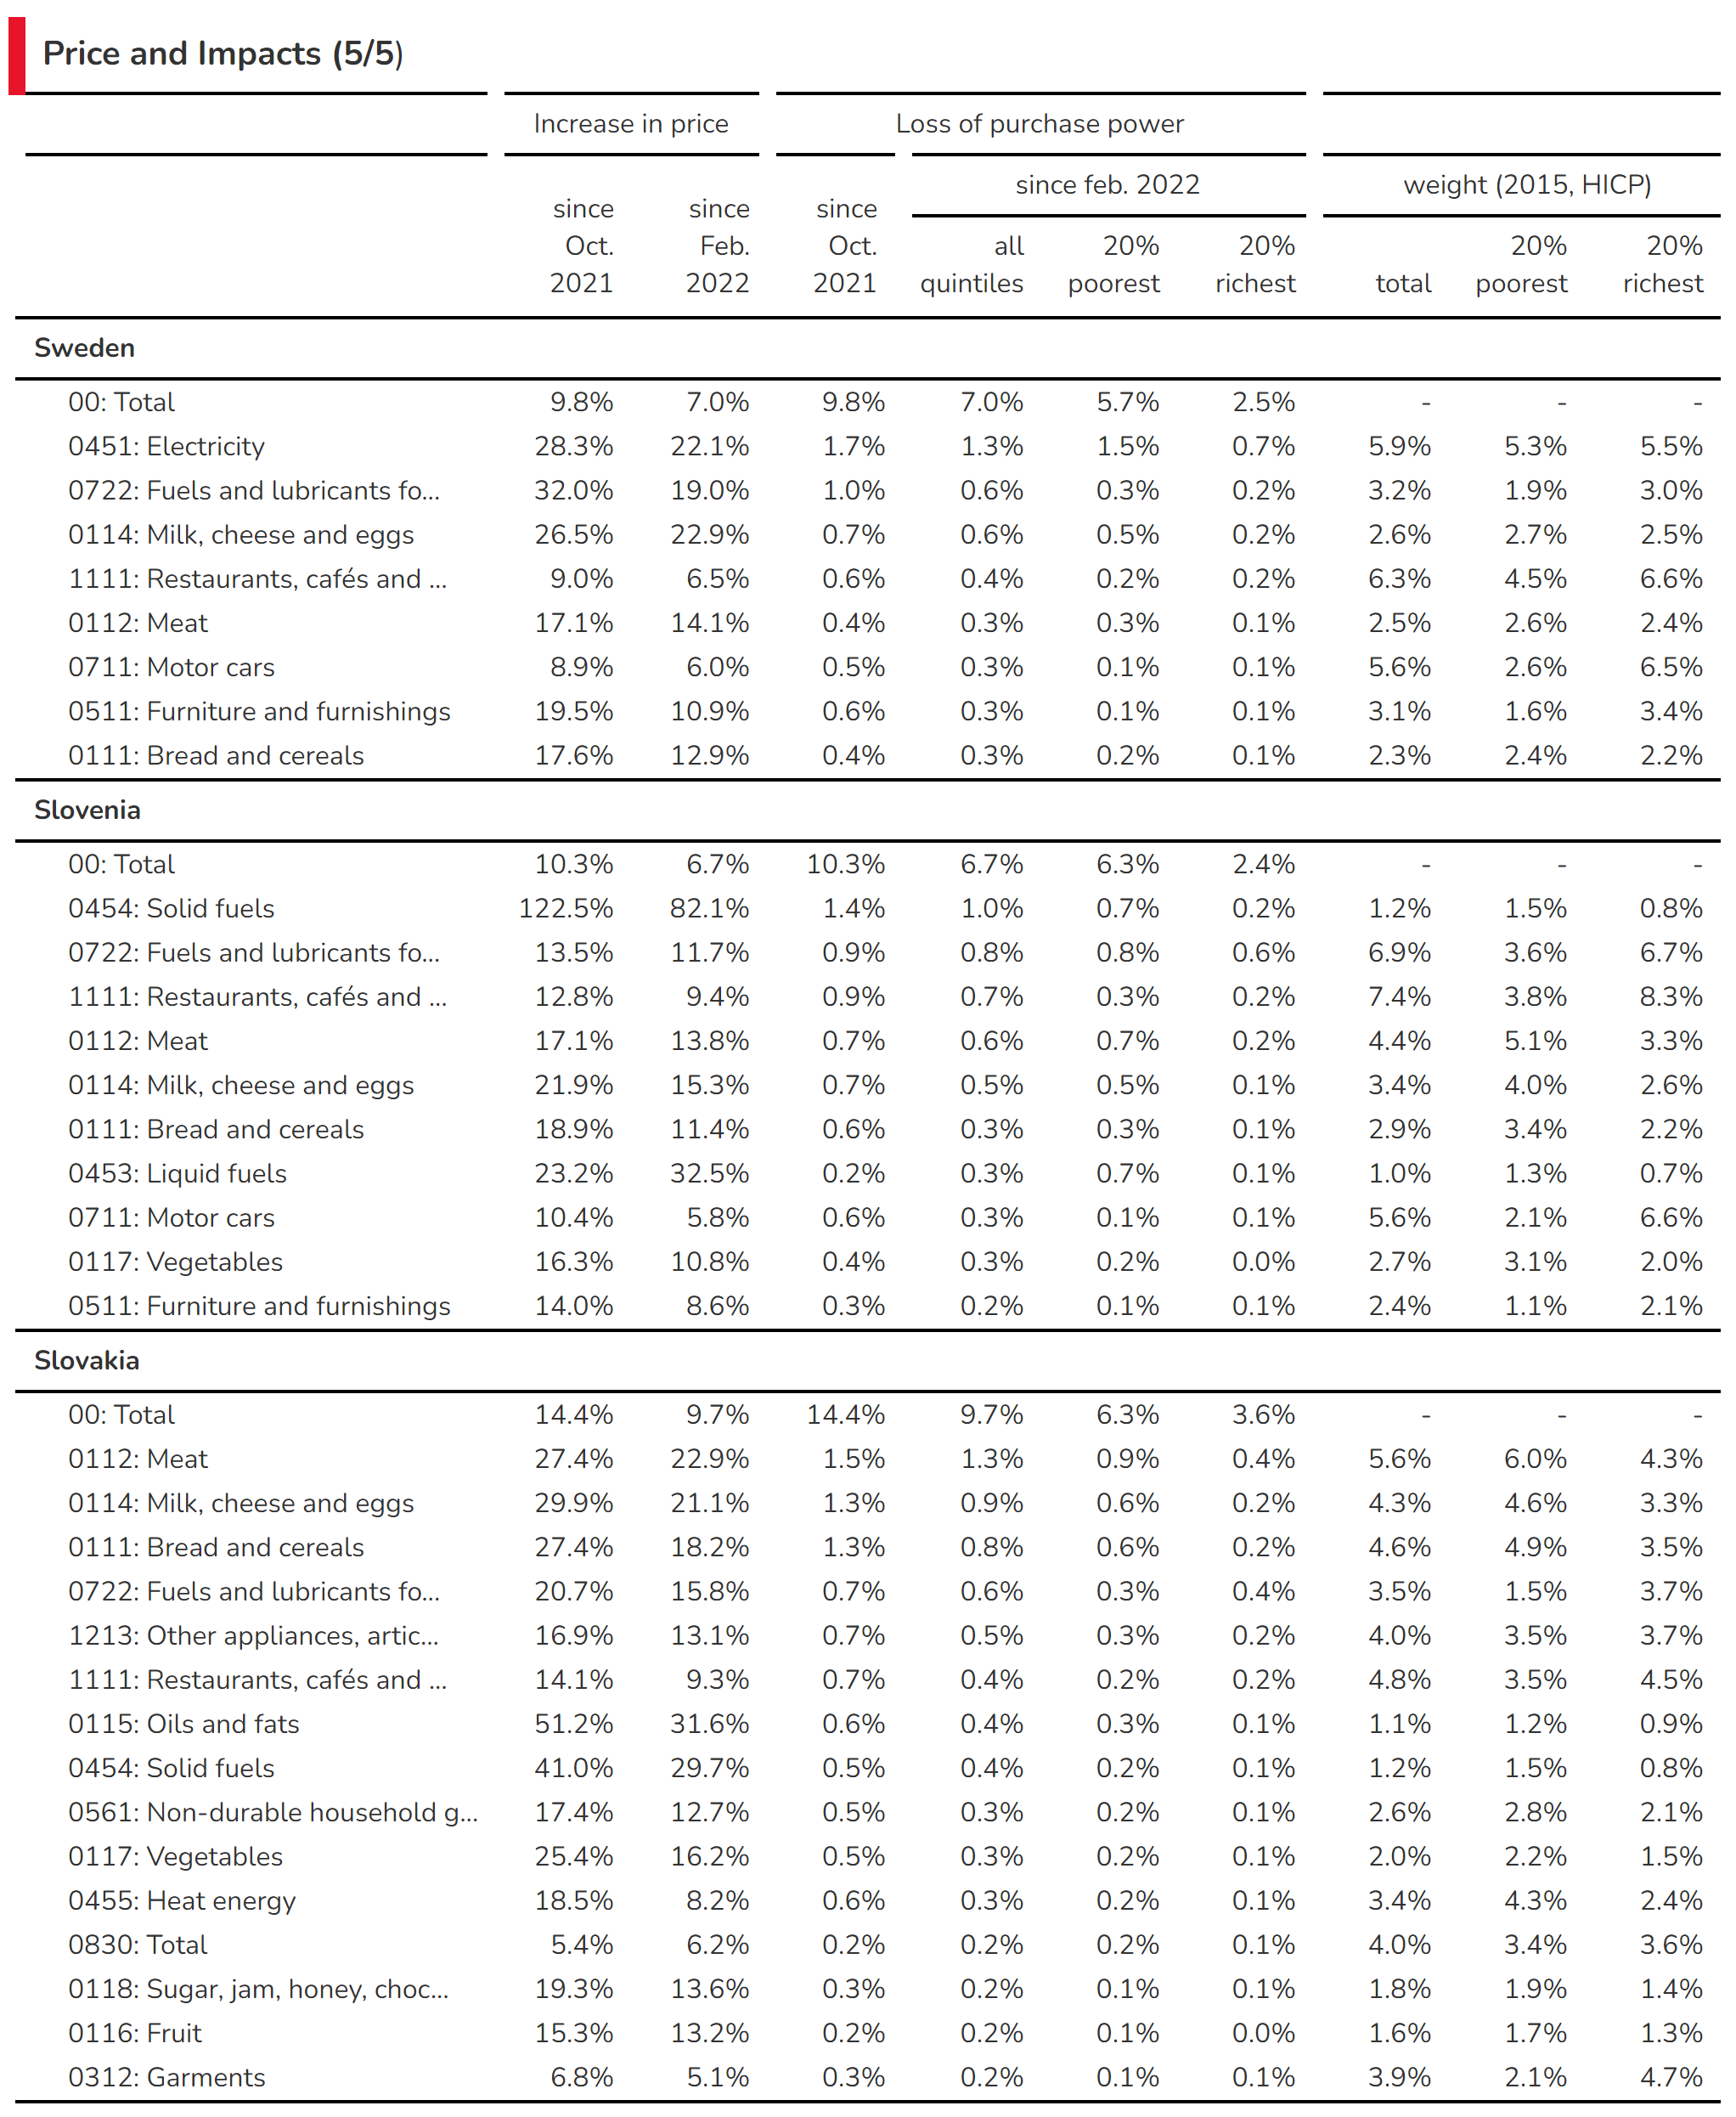 Price and Impacts (5/5)
Increase in price Loss of purchase power
since feb. 2022 weight (2015, HICP)
since since since
Oct. Feb. Oct. all 20% 20% 20% 20%
2021 2022 2021 quintiles poorest richest total poorest richest
Sweden
00: Total 9.8% 7.0% 9.8% 7.0% 5.7% 2.5% - - -
0451: Electricity 28.3% 22.1% 1.7% 1.3% 1.5% 0.7% 5.9% 5.3% 5.5%
0722: Fuels and lubricants fo... 32.0% 19.0% 1.0% 0.6% 0.3% 0.2% 3.2% 1.9% 3.0%
0114: Milk, cheese and eggs 26.5% 22.9% 0.7% 0.6% 0.5% 0.2% 2.6% 2.7% 2.5%
1111: Restaurants, cafés and ... 9.0% 6.5% 0.6% 0.4% 0.2% 0.2% 6.3% 4.5% 6.6%
0112: Meat 17.1% 14.1% 0.4% 0.3% 0.3% 0.1% 2.5% 2.6% 2.4%
0711: Motor cars 8.9% 6.0% 0.5% 0.3% 0.1% 0.1% 5.6% 2.6% 6.5%
0511: Furniture and furnishings 19.5% 10.9% 0.6% 0.3% 0.1% 0.1% 3.1% 1.6% 3.4%
0111: Bread and cereals 17.6% 12.9% 0.4% 0.3% 0.2% 0.1% 2.3% 2.4% 2.2%
Slovenia
00: Total 10.3% 6.7% 10.3% 6.7% 6.3% 2.4% - - -
0454: Solid fuels 122.5% 82.1% 1.4% 1.0% 0.7% 0.2% 1.2% 1.5% 0.8%
0722: Fuels and lubricants fo... 13.5% 11.7% 0.9% 0.8% 0.8% 0.6% 6.9% 3.6% 6.7%
1111: Restaurants, cafés and ... 12.8% 9.4% 0.9% 0.7% 0.3% 0.2% 7.4% 3.8% 8.3%
0112: Meat 17.1% 13.8% 0.7% 0.6% 0.7% 0.2% 4.4% 5.1% 3.3%
0114: Milk, cheese and eggs 21.9% 15.3% 0.7% 0.5% 0.5% 0.1% 3.4% 4.0% 2.6%
0111: Bread and cereals 18.9% 11.4% 0.6% 0.3% 0.3% 0.1% 2.9% 3.4% 2.2%
0453: Liquid fuels 23.2% 32.5% 0.2% 0.3% 0.7% 0.1% 1.0% 1.3% 0.7%
0711: Motor cars 10.4% 5.8% 0.6% 0.3% 0.1% 0.1% 5.6% 2.1% 6.6%
0117: Vegetables 16.3% 10.8% 0.4% 0.3% 0.2% 0.0% 2.7% 3.1% 2.0%
0511: Furniture and furnishings 14.0% 8.6% 0.3% 0.2% 0.1% 0.1% 2.4% 1.1% 2.1%
Slovakia
00: Total 14.4% 9.7% 14.4% 9.7% 6.3% 3.6% - - -
0112: Meat 27.4% 22.9% 1.5% 1.3% 0.9% 0.4% 5.6% 6.0% 4.3%
0114: Milk, cheese and eggs 29.9% 21.1% 1.3% 0.9% 0.6% 0.2% 4.3% 4.6% 3.3%
0111: Bread and cereals 27.4% 18.2% 1.3% 0.8% 0.6% 0.2% 4.6% 4.9% 3.5%
0722: Fuels and lubricants fo... 20.7% 15.8% 0.7% 0.6% 0.3% 0.4% 3.5% 1.5% 3.7%
1213: Other appliances, artic... 16.9% 13.1% 0.7% 0.5% 0.3% 0.2% 4.0% 3.5% 3.7%
1111: Restaurants, cafés and ... 14.1% 9.3% 0.7% 0.4% 0.2% 0.2% 4.8% 3.5% 4.5%
0115: Oils and fats 51.2% 31.6% 0.6% 0.4% 0.3% 0.1% 1.1% 1.2% 0.9%
0454: Solid fuels 41.0% 29.7% 0.5% 0.4% 0.2% 0.1% 1.2% 1.5% 0.8%
0561: Non-durable household g... 17.4% 12.7% 0.5% 0.3% 0.2% 0.1% 2.6% 2.8% 2.1%
0117: Vegetables 25.4% 16.2% 0.5% 0.3% 0.2% 0.1% 2.0% 2.2% 1.5%
0455: Heat energy 18.5% 8.2% 0.6% 0.3% 0.2% 0.1% 3.4% 4.3% 2.4%
0830: Total 5.4% 6.2% 0.2% 0.2% 0.2% 0.1% 4.0% 3.4% 3.6%
0118: Sugar, jam, honey, choc... 19.3% 13.6% 0.3% 0.2% 0.1% 0.1% 1.8% 1.9% 1.4%
0116: Fruit 15.3% 13.2% 0.2% 0.2% 0.1% 0.0% 1.6% 1.7% 1.3%
0312: Garments 6.8% 5.1% 0.3% 0.2% 0.1% 0.1% 3.9% 2.1% 4.7%